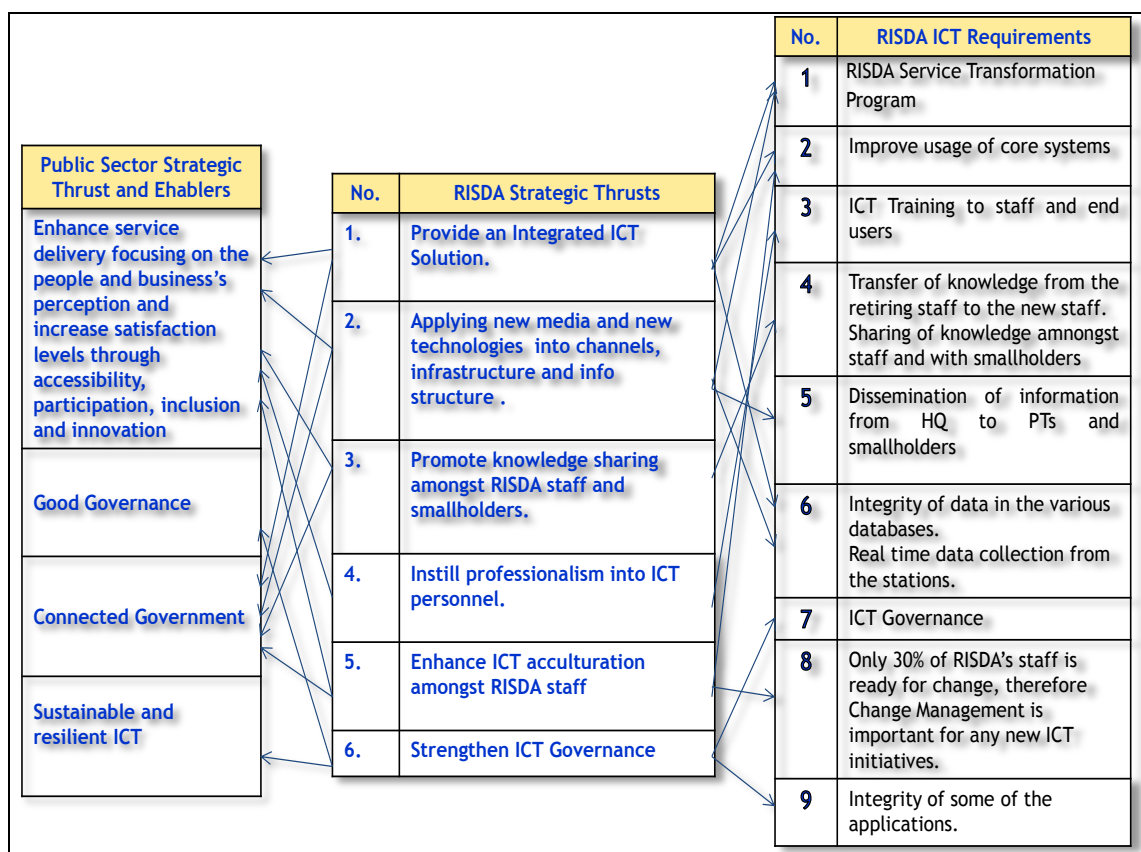 Public Sector Strategic
Thrust and Ehablers
Enhance service
delivery focusing on the
people and business’s
perception and
increase satisfaction
levels through
accessibility,
participation, inclusion
and innovation
Good Governance
Connected Government
Sustainable and
resilient ICT
No. RISDA Strategic Thrusts
1. Provide an Integrated ICT
Solution.
2. Applying new media and new
technologies into channels,
infrastructure and info
structure .
3. Promote knowledge sharing
amongst RISDA staff and
smallholders.
4. Instill professionalism into ICT
personnel.
5. Enhance ICT acculturation
amongst RISDA staff
6. Strengthen ICT Governance
No. RISDA ICT Requirements
1 RISDA Service Transformation
Program
2 Improve usage of core systems
3 ICT Training to staff and end
users
4 Transfer of knowledge from the
retiring staff to the new staff.
Sharing of knowledge amnongst
staff and with smallholders
5 Dissemination of information
from HQ to PTs and
smallholders
6 Integrity of data in the various
databases.
Real time data collection from
the stations.
7 ICT Governance
8 Only 30% of RISDA’s staff is
ready for change, therefore
Change Management is
important for any new ICT
initiatives.
9 Integrity of some of the
applications.